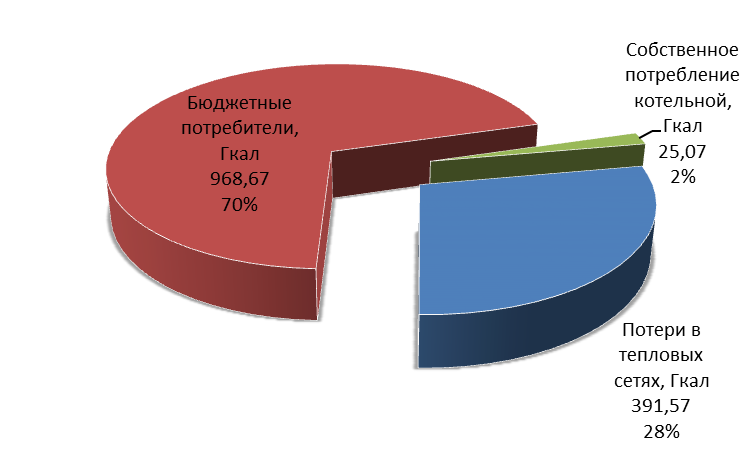 Бюджетные
потребители,
Гкал
968,67
70%
Собственное
потребление
котельной,
Гкал
25,07
2%
Потери в
тепловых
сетях, Гкал
391,57
28%